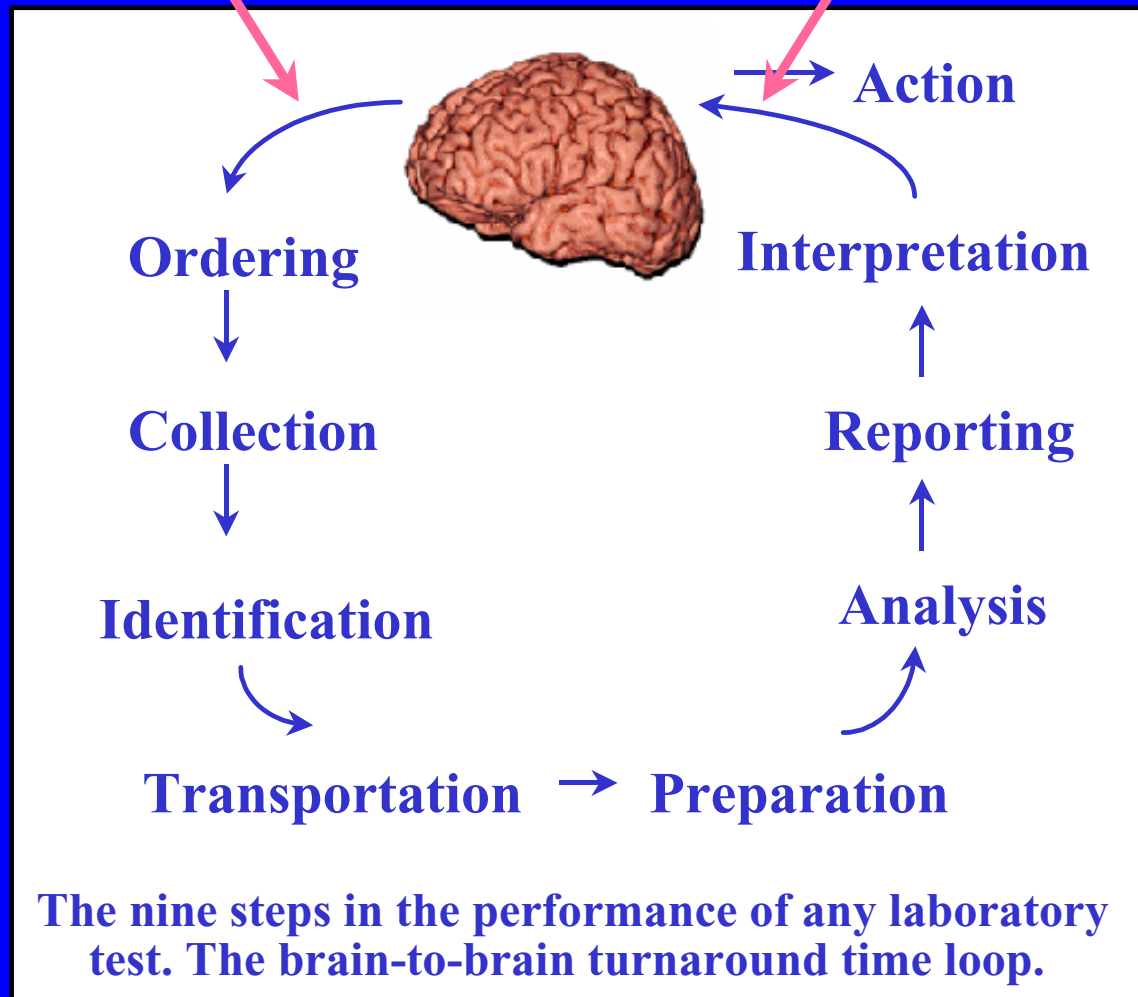 Action
Ordering
Interpretation
Collection
Reporting
Identification
Analysis
Transportation
Preparation
The nine steps in the performance of any laboratory
test. The brain-to-brain turnaround time loop.